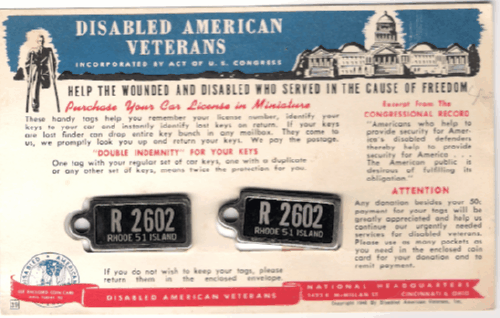 DISABLED AMERICAN
VETERANS
INCORPORATED BY ACT OF U. S. CONGRESS
HELP THE WOUNDED AND DISABLED WHO SERVED IN THE CAUSE OF FREEDOM
Purchase Your Car License in Miniature
These handy tags help you remember your license number, identify
your keys to your car and instantly identify lost keys on return. If your keys
are lost finder can drop entire key bunch in any mailbox. They come to
us, we promptly look you up and return your keys. We pay the postage.
"DOUBLE INDEMNITY" FOR YOUR KEYS
One tag with your regular set of car keys, one with a duplicate
or any other set of keys, means twice the protection for you.
Excerpt From The
CONGRESSIONAL RECORD
"Americans who help to
provide security for Amer-
ica's disabled defenders
thereby help to provide
security for America . . .
The American public is
desirous of fulfilling its
obligation."
ATTENTION
Any donation besides your 50¢
payment for your tags will be
greatly appreciated and help us
continue our urgently needed
services for disabled veterans.
Please use as many pockets as
you need in the enclosed coin
card for your donation and to
remit payment.
R 2602
RHODE 51 ISLAND
R 2602
RHODE 51 ISLAND
DISABLED AMERICAN
If you do not wish to keep your tags, please
return them in the enclosed envelope.
DISABLED AMERICAN VETERANS
NATIONAL HEADQUARTERS
CINCINNATI 6, OHIO
Disabled American Veterans, Inc.